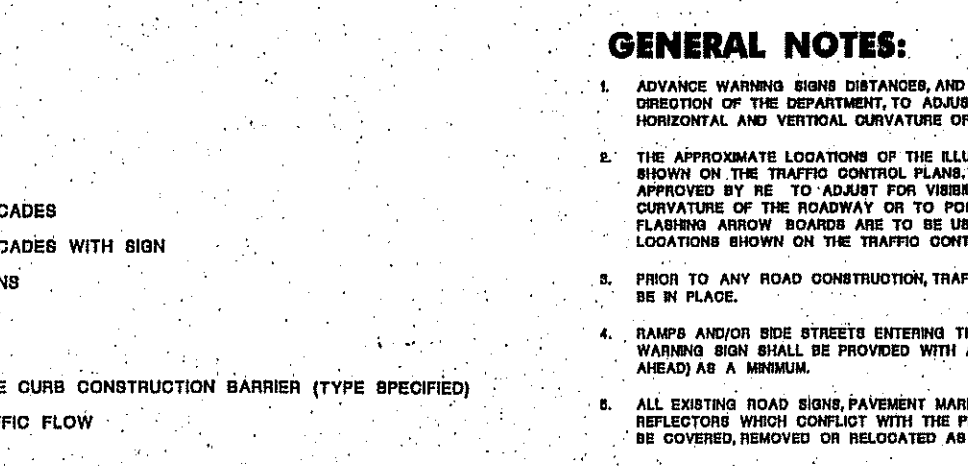 CADES
CADES WITH SIGN
NS
E CURB CONSTRUCTION BARRIER (TYPE SPECIFIED)
FIC FLOW
GENERAL NOTES:
1. ADVANCE WARNING SIGNS DISTANCES, AND
DIRECTION OF THE DEPARTMENT, TO ADJUS
HORIZONTAL AND VERTICAL CURVATURE OF
2. THE APPROXIMATE LOCATIONS OF THE ILLU
SHOWN ON THE TRAFFIC CONTROL PLANS.
APPROVED BY RE TO ADJUST FOR VISIBI
CURVATURE OF THE ROADWAY OR TO PO
FLASHING ARROW BOARDS ARE TO BE US
LOCATIONS SHOWN ON THE TRAFFIC CONT
3. PRIOR TO ANY ROAD CONSTRUCTION, TRAF
BE IN PLACE.
4. RAMPS AND/OR SIDE STREETS ENTERING T
WARNING SIGN SHALL BE PROVIDED WITH A
AHEAD) AS A MINIMUM.
5. ALL EXISTING ROAD SIGNS, PAVEMENT MAR
REFLECTORS WHICH CONFLICT WITH THE P
BE COVERED, REMOVED OR RELOCATED AS